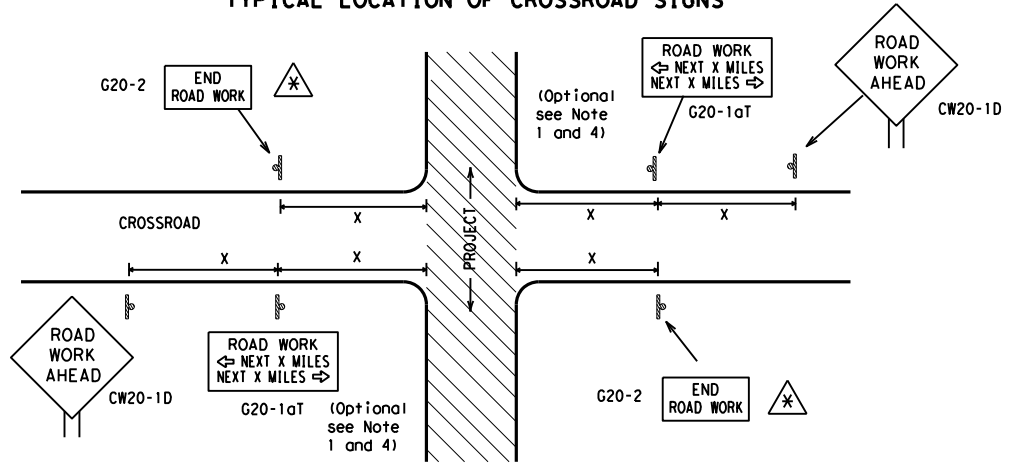 TYPICAL LOCATION OF CROSSROAD SIGNS
G20-2
END
ROAD WORK
*
(Optional
see Note
1 and 4)
ROAD WORK
⇦ NEXT X MILES
NEXT X MILES ⇨
G20-1aT
ROAD
WORK
AHEAD
CW20-1D
X
X
X
CROSSROAD
PROJECT
X
X
X
ROAD
WORK
AHEAD
CW20-1D
ROAD WORK
⇦ NEXT X MILES
NEXT X MILES ⇨
G20-1aT
(Optional
see Note
1 and 4)
G20-2
END
ROAD WORK
*